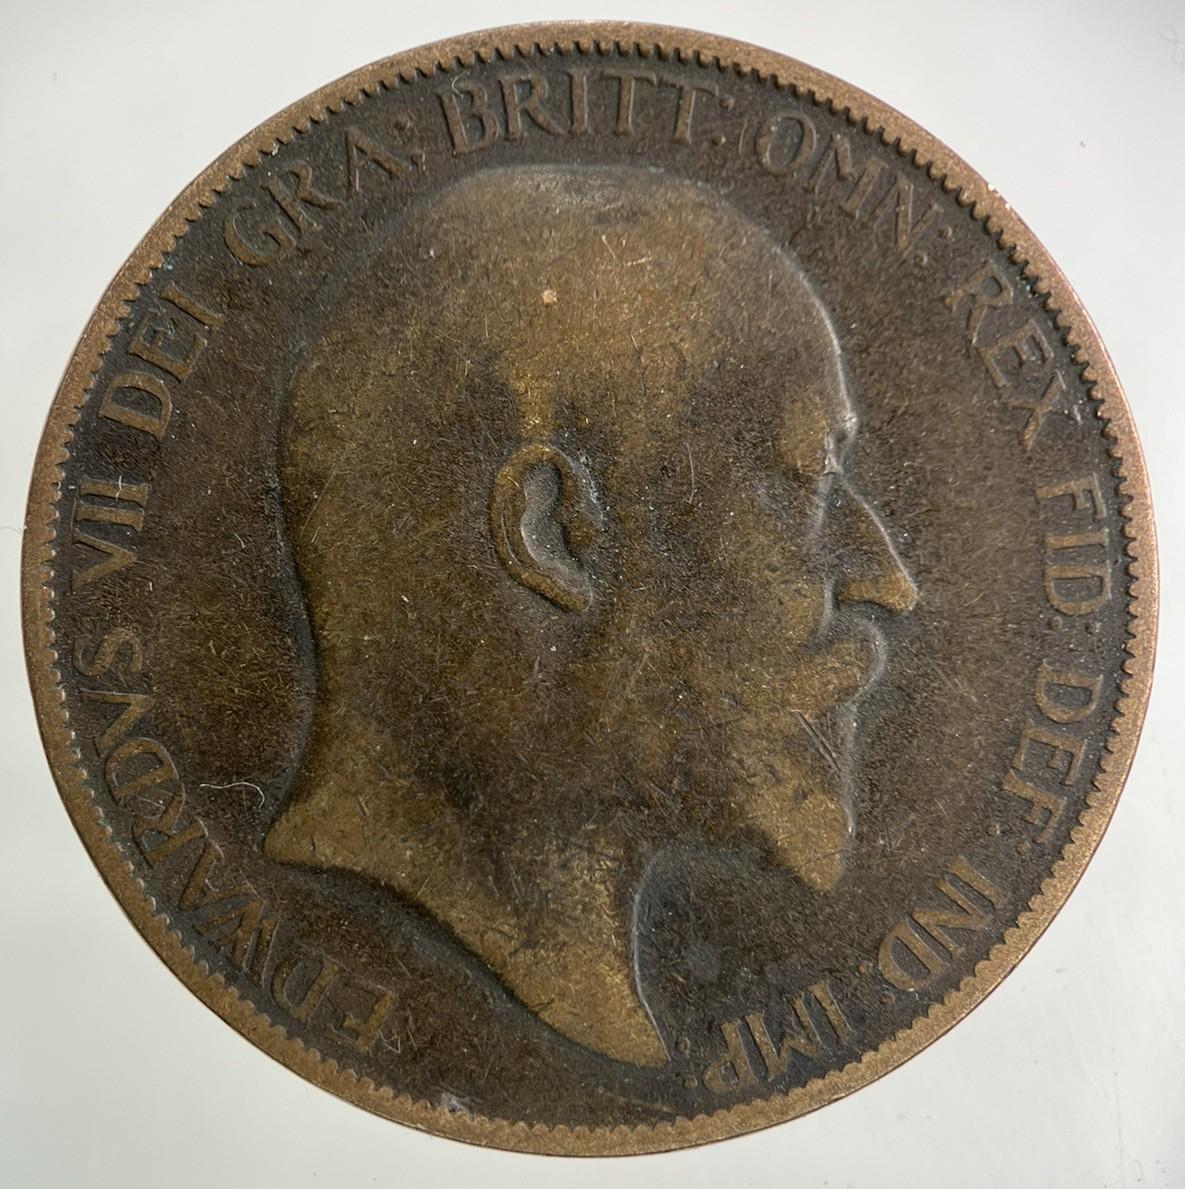 EDWARDVS VII DEI GRA: BRITT: OMN: REX FID: DEF: IND: IMP: